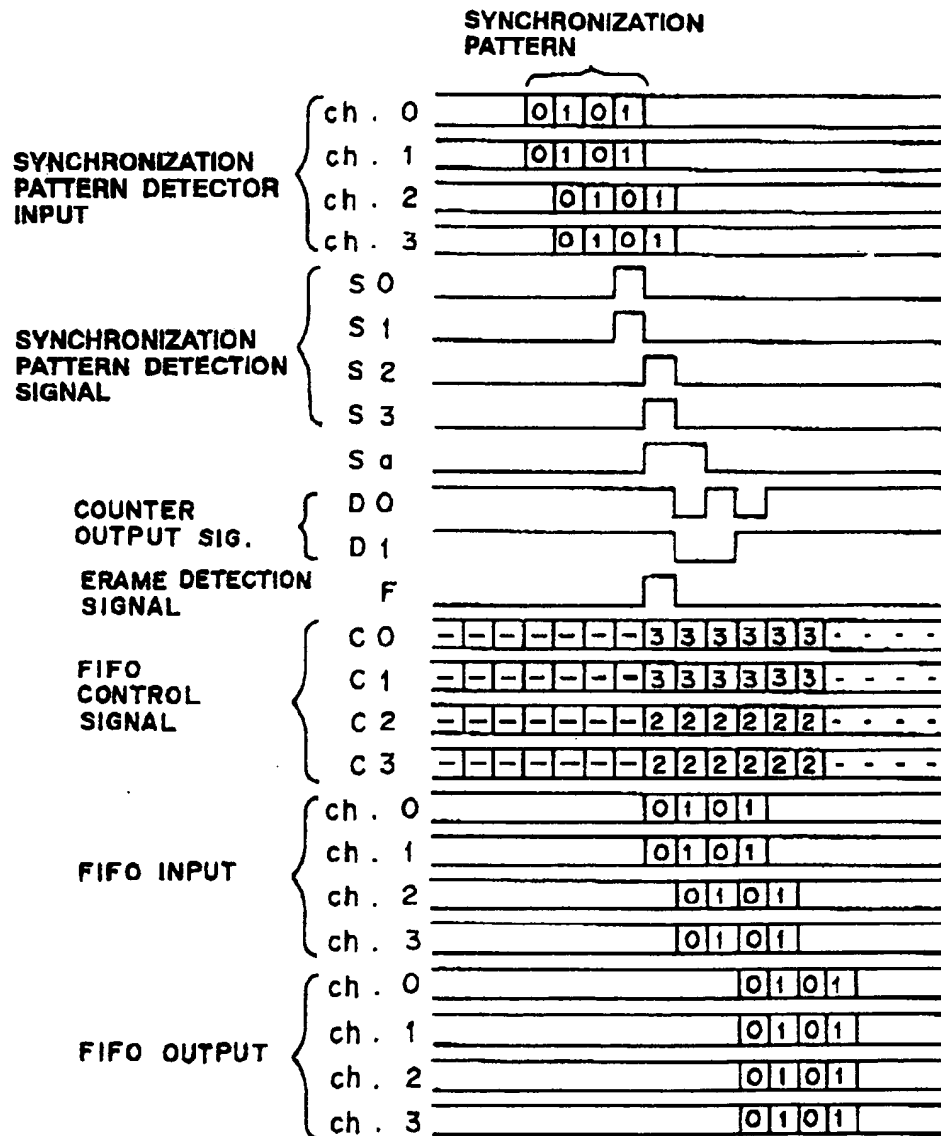 SYNCHRONIZATION
PATTERN
SYNCHRONIZATION
PATTERN DETECTOR
INPUT
ch. 0 0 1 0 1
ch. 1 0 1 0 1
ch. 2 0 1 0 1
ch. 3 0 1 0 1
SYNCHRONIZATION
PATTERN DETECTION
SIGNAL
S 0
S 1
S 2
S 3
S a
COUNTER
OUTPUT SIG.
D 0
D 1
ERAME DETECTION
SIGNAL
F
FIFO
CONTROL
SIGNAL
C 0 - - - - - - - 3 3 3 3 3 3 - - - -
C 1 - - - - - - - 3 3 3 3 3 3 - - - -
C 2 - - - - - - - 2 2 2 2 2 2 - - - -
C 3 - - - - - - - 2 2 2 2 2 2 - - - -
FIFO INPUT
ch. 0 0 1 0 1
ch. 1 0 1 0 1
ch. 2 0 1 0 1
ch. 3 0 1 0 1
FIFO OUTPUT
ch. 0 0 1 0 1
ch. 1 0 1 0 1
ch. 2 0 1 0 1
ch. 3 0 1 0 1